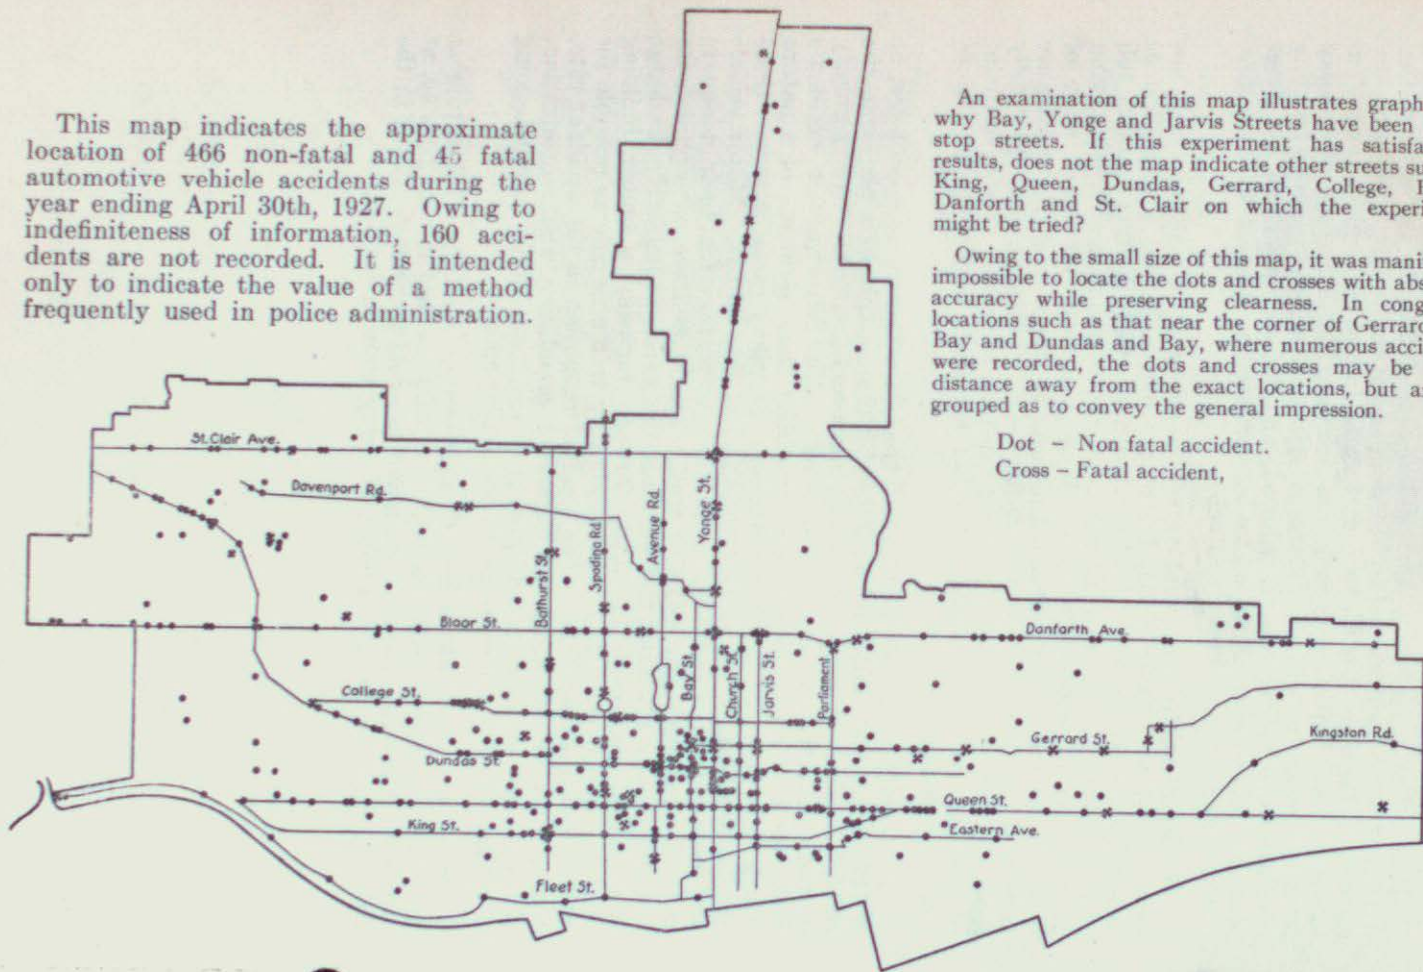 This map indicates the approximate
location of 466 non-fatal and 45 fatal
automotive vehicle accidents during the
year ending April 30th, 1927. Owing to
indefiniteness of information, 160 acci-
dents are not recorded. It is intended
only to indicate the value of a method
frequently used in police administration.
An examination of this map illustrates graph
why Bay, Yonge and Jarvis Streets have been
stop streets. If this experiment has satisfa
results, does not the map indicate other streets su
King, Queen, Dundas, Gerrard, College,
Danforth and St. Clair on which the experi
might be tried?
Owing to the small size of this map, it was mani
impossible to locate the dots and crosses with abs
accuracy while preserving clearness. In cong
locations such as that near the corner of Gerrard
Bay and Dundas and Bay, where numerous acci
were recorded, the dots and crosses may be
distance away from the exact locations, but a
grouped as to convey the general impression.
Dot – Non fatal accident.
Cross – Fatal accident,
St. Clair Ave.
Davenport Rd.
Bathurst St.
Spadina Rd.
Avenue Rd.
Yonge St.
Bloor St.
Danforth Ave.
College St.
Bay St.
Church St.
Jarvis St.
Parliament
Dundas St.
Gerrard St.
Kingston Rd.
King St.
Queen St.
Eastern Ave.
Fleet St.